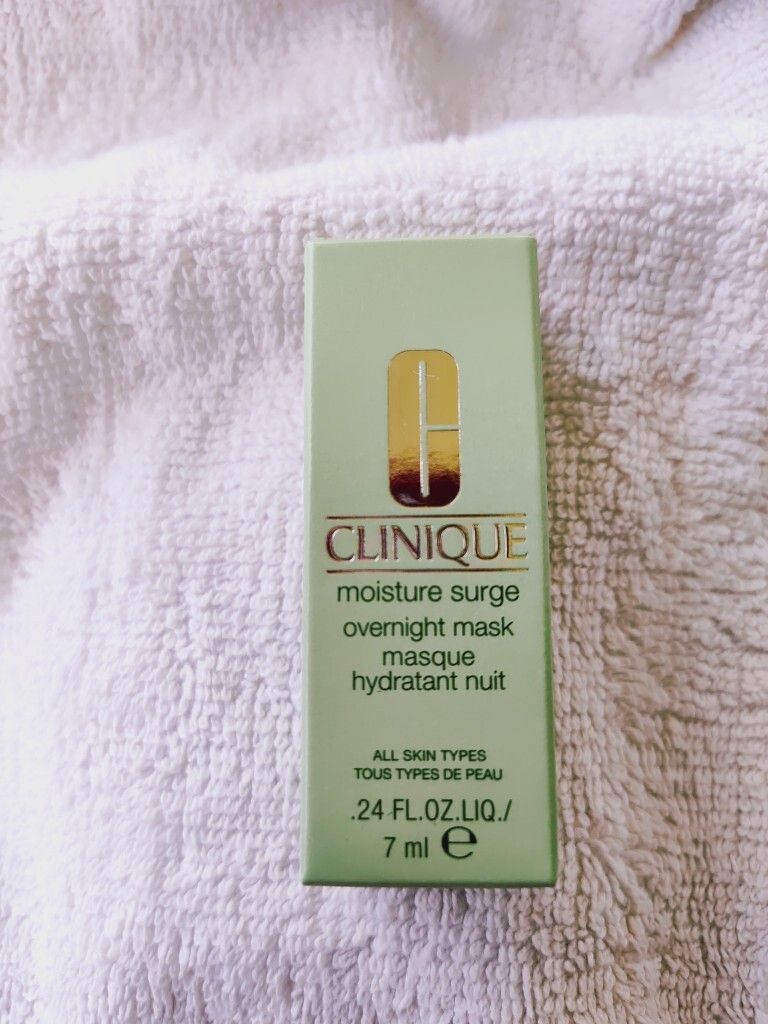 C
CLINIQUE
moisture surge
overnight mask
masque
hydratant nuit
ALL SKIN TYPES
TOUS TYPES DE PEAU
.24 FL.OZ.LIQ./
7 ml ℮